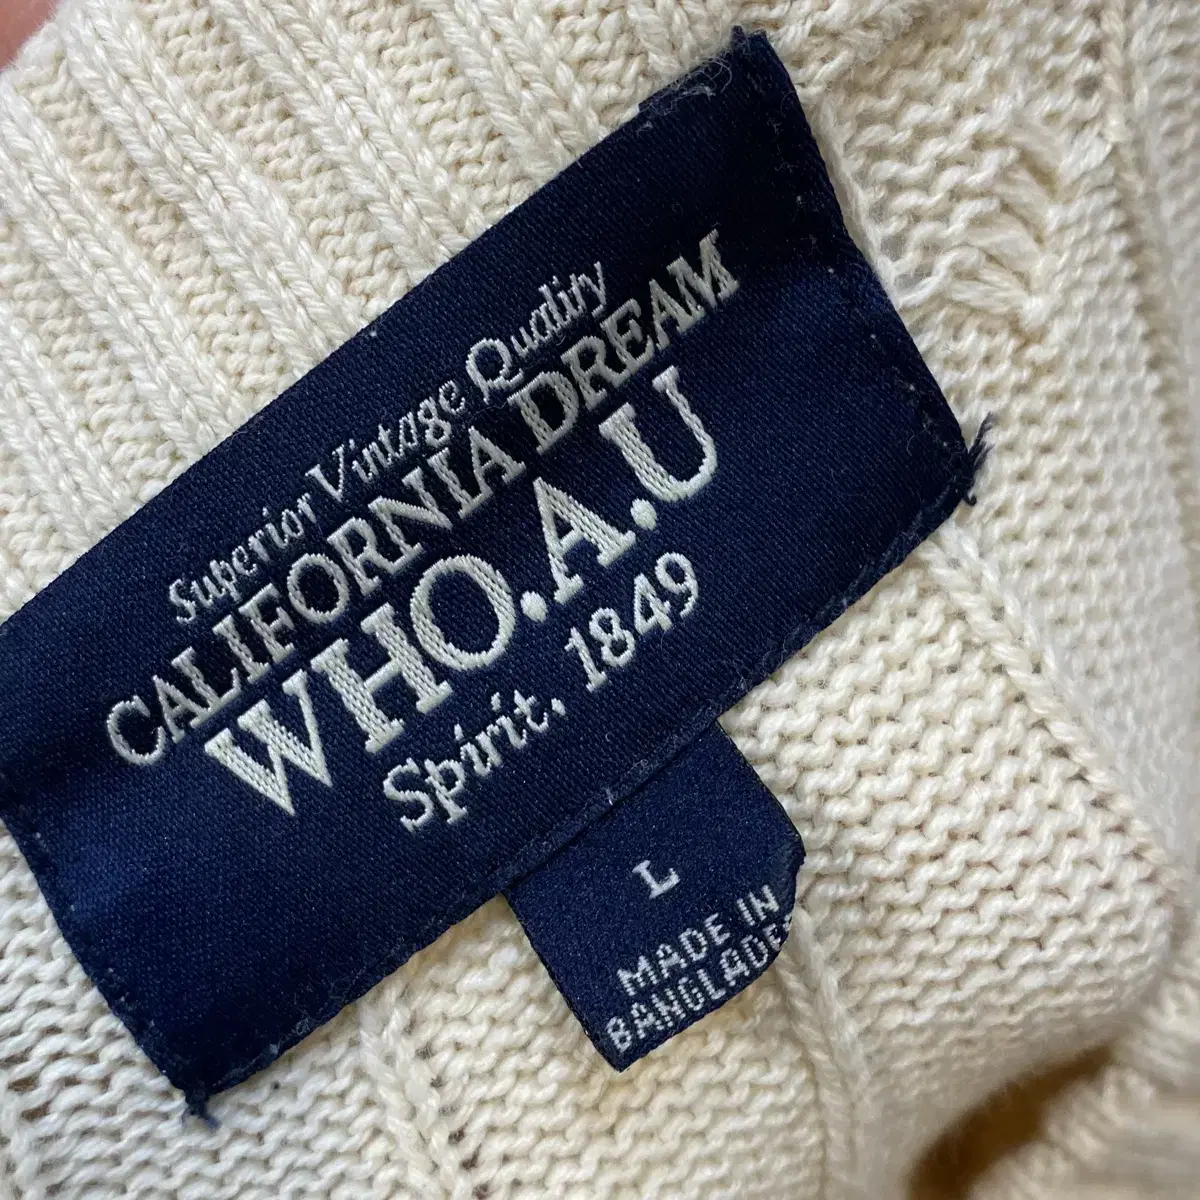 Superior Vintage Quality
CALIFORNIA DREAM
WHO.A.U
Spirit, 1849
L
MADE IN